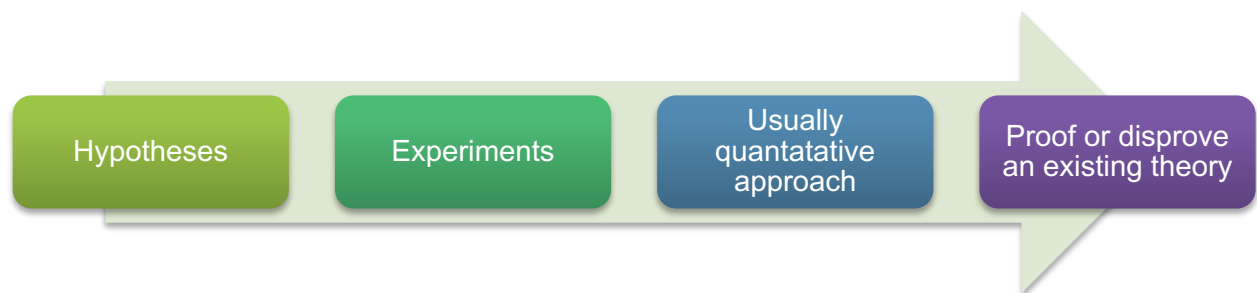 Hypotheses
Experiments
Usually
quantatative
approach
Proof or disprove
an existing theory